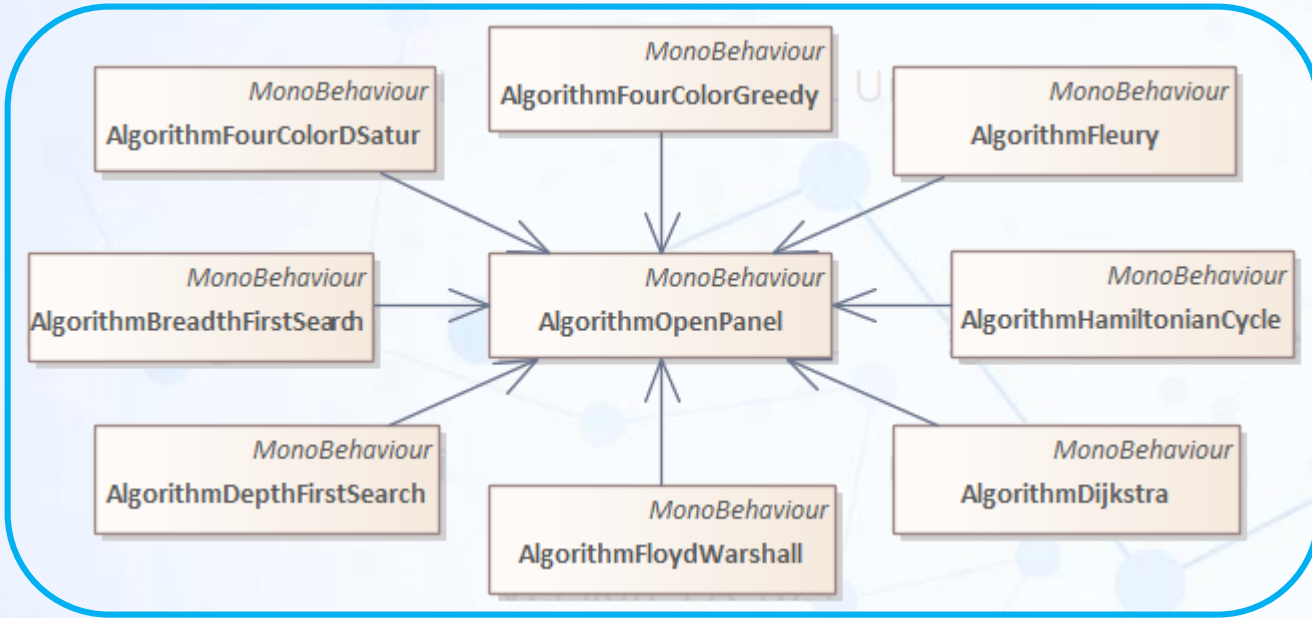 MonoBehaviour
AlgorithmFourColorGreedy
MonoBehaviour
AlgorithmFourColorDSatur
MonoBehaviour
AlgorithmFleury
MonoBehaviour
AlgorithmBreadthFirstSearch
MonoBehaviour
AlgorithmOpenPanel
MonoBehaviour
AlgorithmHamiltonianCycle
MonoBehaviour
AlgorithmDepthFirstSearch
MonoBehaviour
AlgorithmFloydWarshall
MonoBehaviour
AlgorithmDijkstra